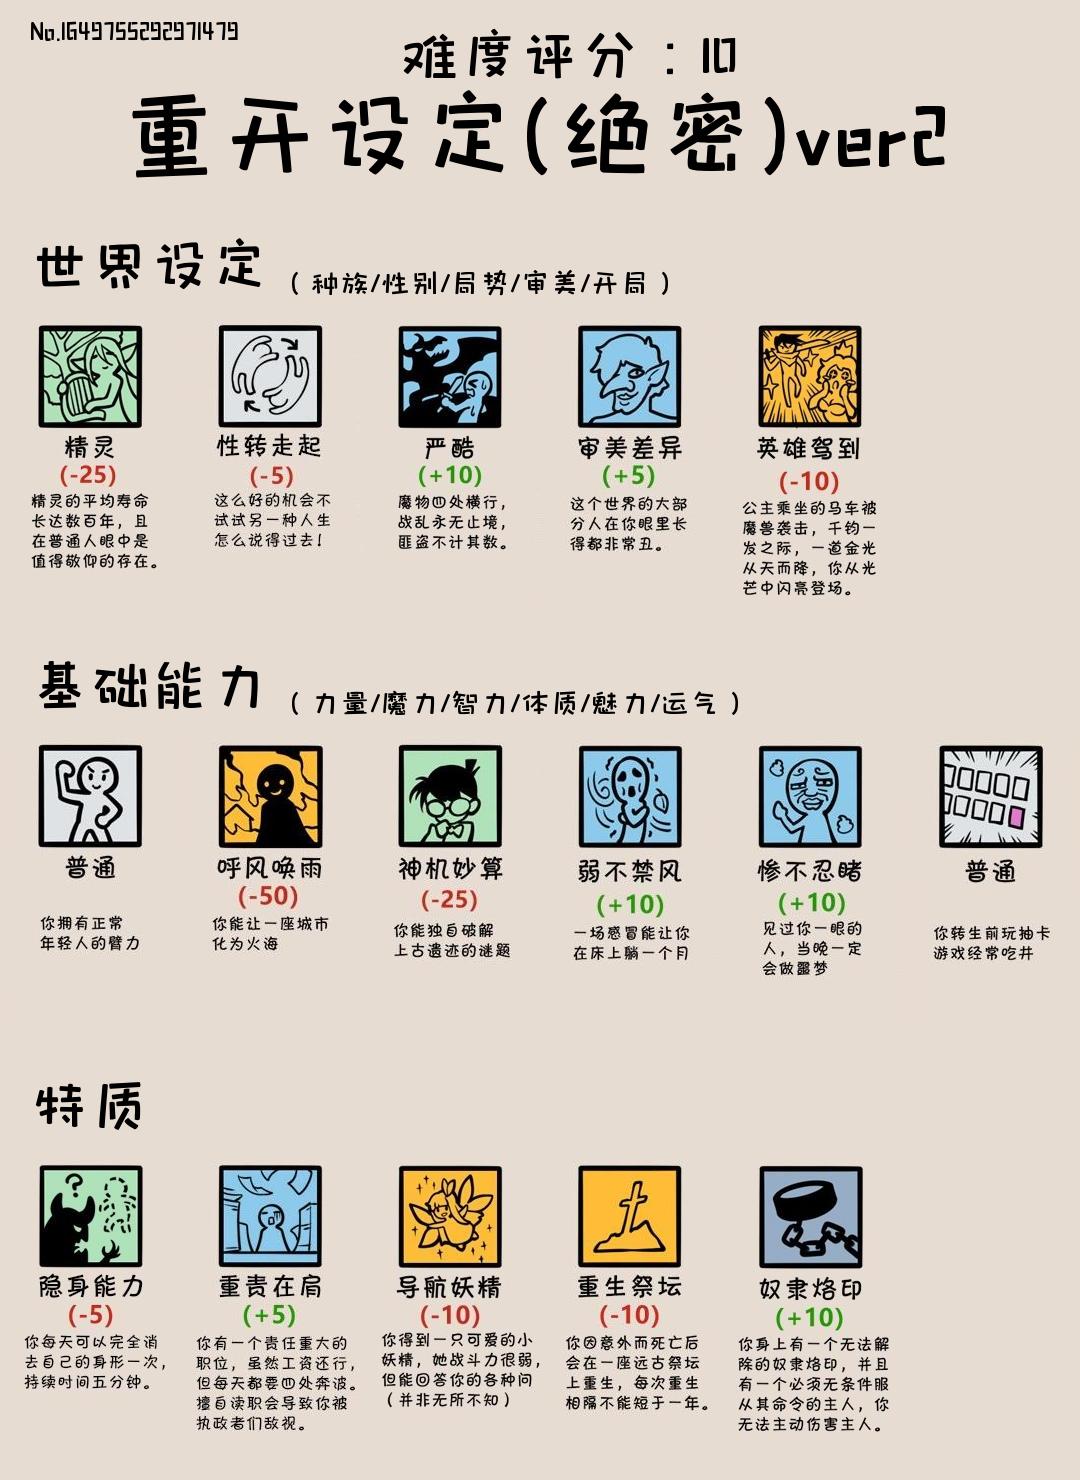 No.1649755292971479
难度评分：10
重开设定(绝密)ver2
世界设定（种族/性别/局势/审美/开局）
精灵
(-25)
精灵的平均寿命
长达数百年，且
在普通人眼中是
值得敬仰的存在。
性转走起
(-5)
这么好的机会不
试试另一种人生
怎么说得过去！
严酷
(+10)
魔物四处横行，
战乱永无止境，
匪盗不计其数。
审美差异
(+5)
这个世界的大部
分人在你眼里长
得都非常丑。
英雄驾到
(-10)
公主乘坐的马车被
魔兽袭击，千钧一
发之际，一道金光
从天而降，你从光
芒中闪亮登场。
基础能力（力量/魔力/智力/体质/魅力/运气）
普通
你拥有正常
年轻人的臂力
呼风唤雨
(-50)
你能让一座城市
化为火海
神机妙算
(-25)
你能独自破解
上古遗迹的谜题
弱不禁风
(+10)
一场感冒能让你
在床上躺一个月
惨不忍睹
(+10)
见过你一眼的
人，当晚一定
会做噩梦
普通
你转生前玩抽卡
游戏经常吃井
特质
隐身能力
(-5)
你每天可以完全消
去自己的身形一次，
持续时间五分钟。
重责在肩
(+5)
你有一个责任重大的
职位，虽然工资还行，
但每天都要四处奔波。
擅自渎职会导致你被
执政者们敌视。
导航妖精
(-10)
你得到一只可爱的小
妖精，她战斗力很弱，
但能回答你的各种问
（并非无所不知）
重生祭坛
(-10)
你因意外而死亡后
会在一座远古祭坛
上重生，每次重生
相隔不能短于一年。
奴隶烙印
(+10)
你身上有一个无法解
除的奴隶烙印，并且
有一个必须无条件服
从其命令的主人，你
无法主动伤害主人。